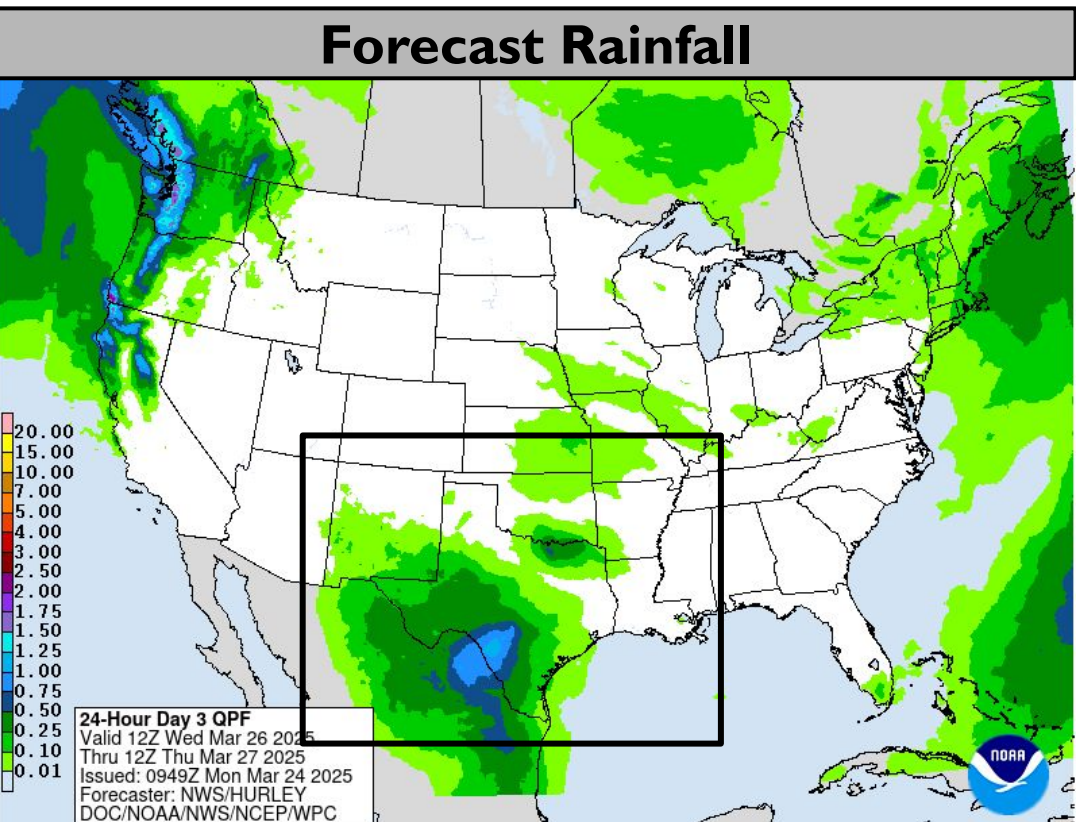 Forecast Rainfall
20.00
15.00
10.00
7.00
5.00
4.00
3.00
2.50
2.00
1.75
1.50
1.25
1.00
0.75
0.50
0.25
0.10
0.01
24-Hour Day 3 QPF
Valid 12Z Wed Mar 26 2025
Thru 12Z Thu Mar 27 2025
Issued: 0949Z Mon Mar 24 2025
Forecaster: NWS/HURLEY
DOC/NOAA/NWS/NCEP/WPC
NOAA